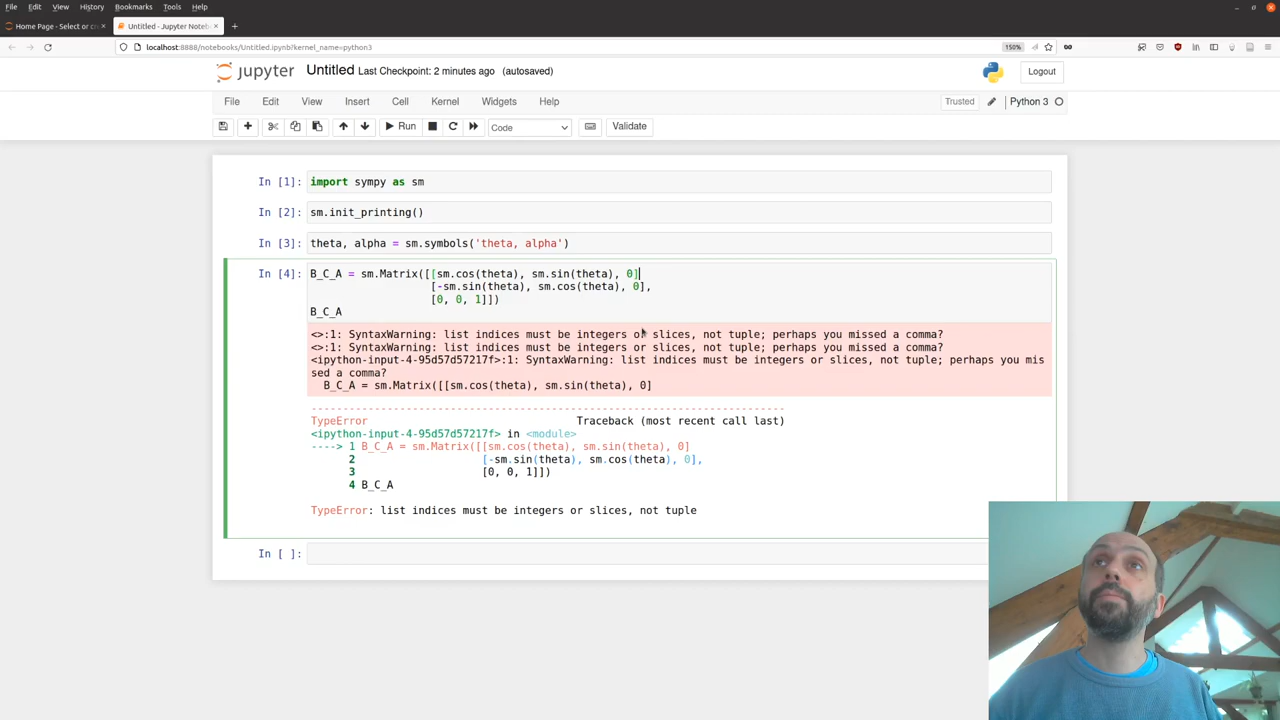 File Edit View History Bookmarks Tools Help
Home Page - Select or cr × Untitled - Jupyter Noteb × +
localhost:8888/notebooks/Untitled.ipynb?kernel_name=python3 150%
jupyter Untitled Last Checkpoint: 2 minutes ago (autosaved) Logout
File Edit View Insert Cell Kernel Widgets Help Trusted Python 3
Run Code Validate
In [1]: import sympy as sm
In [2]: sm.init_printing()
In [3]: theta, alpha = sm.symbols('theta, alpha')
In [4]: B_C_A = sm.Matrix([[sm.cos(theta), sm.sin(theta), 0]
[-sm.sin(theta), sm.cos(theta), 0],
[0, 0, 1]])
B_C_A
<>:1: SyntaxWarning: list indices must be integers or slices, not tuple; perhaps you missed a comma?
<>:1: SyntaxWarning: list indices must be integers or slices, not tuple; perhaps you missed a comma?
<ipython-input-4-95d57d57217f>:1: SyntaxWarning: list indices must be integers or slices, not tuple; perhaps you mis
sed a comma?
B_C_A = sm.Matrix([[sm.cos(theta), sm.sin(theta), 0]
---------------------------------------------------------------------------
TypeError Traceback (most recent call last)
<ipython-input-4-95d57d57217f> in <module>
----> 1 B_C_A = sm.Matrix([[sm.cos(theta), sm.sin(theta), 0]
2 [-sm.sin(theta), sm.cos(theta), 0],
3 [0, 0, 1]])
4 B_C_A
TypeError: list indices must be integers or slices, not tuple
In [ ]: